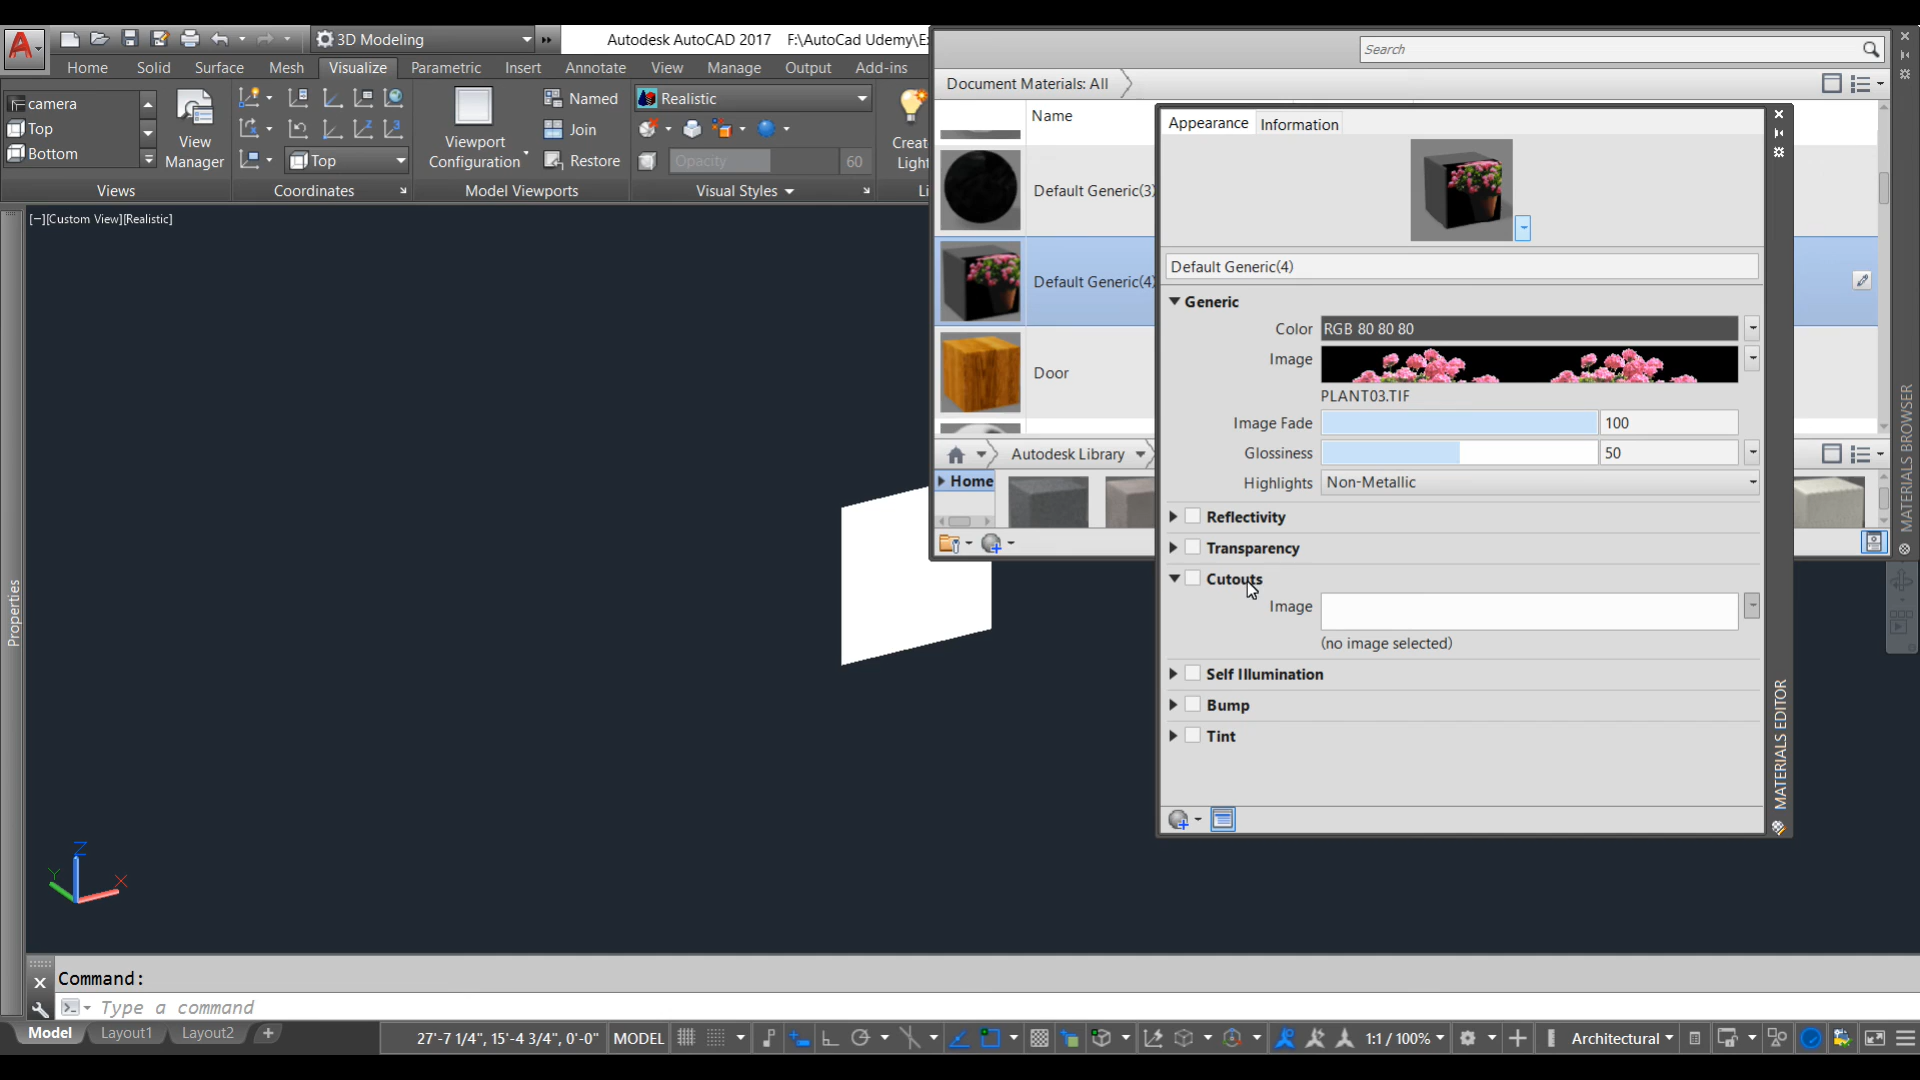 3D Modeling
Autodesk AutoCAD 2017 F:\AutoCad Udemy\E
Search
Home Solid Surface Mesh Visualize Parametric Insert Annotate View Manage Output Add-ins
Document Materials: All
camera
Top
Bottom
View
Manager
Top
Viewport
Configuration
Named
Join
Restore
Realistic
Opacity 60
Views Coordinates Model Viewports Visual Styles
[−][Custom View][Realistic]
Name
Default Generic(3)
Default Generic(4)
Door
Autodesk Library
Home
Appearance Information
Default Generic(4)
Generic
Color RGB 80 80 80
Image
PLANT03.TIF
Image Fade 100
Glossiness 50
Highlights Non-Metallic
Reflectivity
Transparency
Cutouts
Image
(no image selected)
Self Illumination
Bump
Tint
MATERIALS EDITOR
MATERIALS BROWSER
Properties
Z
Y
X
Command:
Type a command
Model Layout1 Layout2
27'-7 1/4", 15'-4 3/4", 0'-0" MODEL 1:1 / 100% Architectural